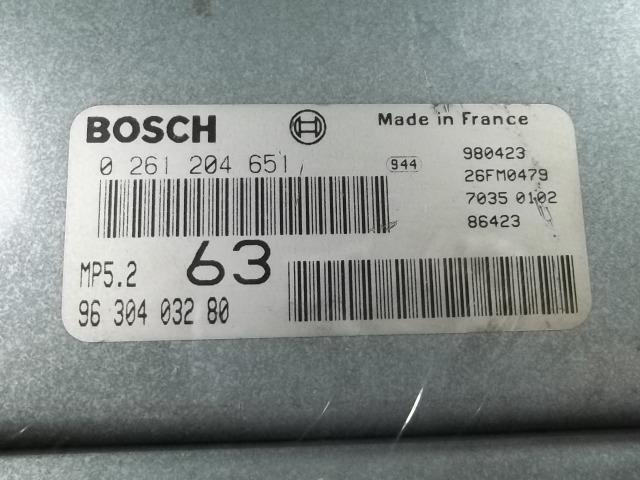 BOSCH
Made in France
0 261 204 651
944
980423
26FM0479
7035 0102
86423
MP5.2
63
96 304 032 80